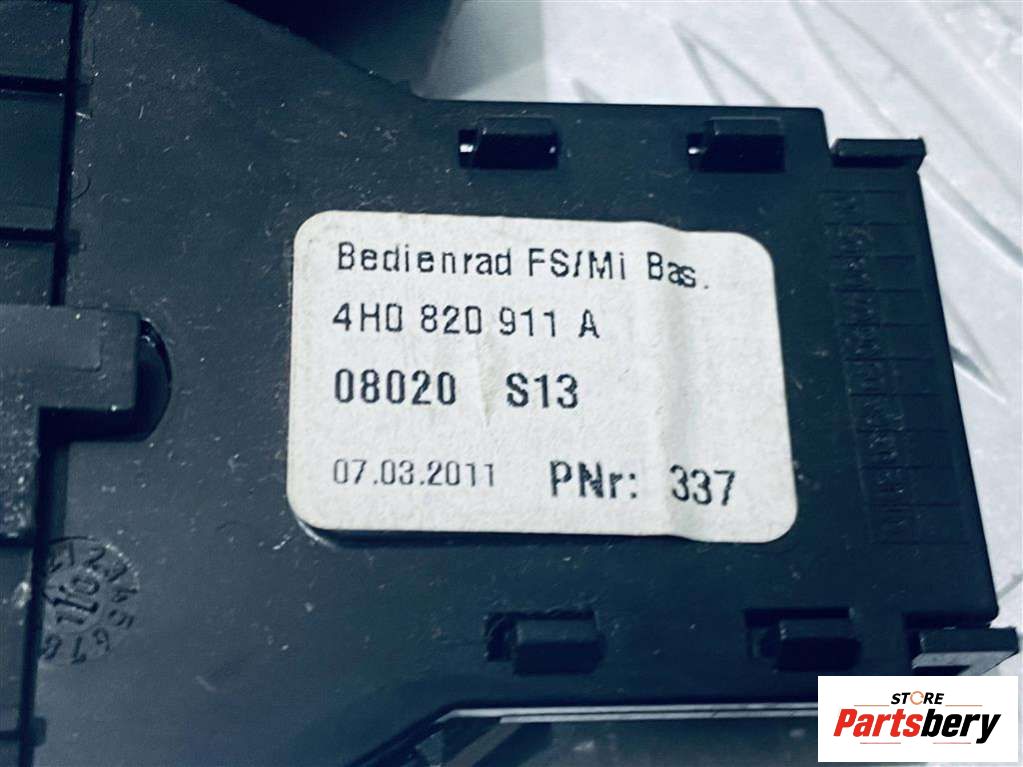 Bedienrad FS/Mi Bas.
4H0 820 911 A
08020 S13
07.03.2011 PNr: 337
STORE
Partsbery